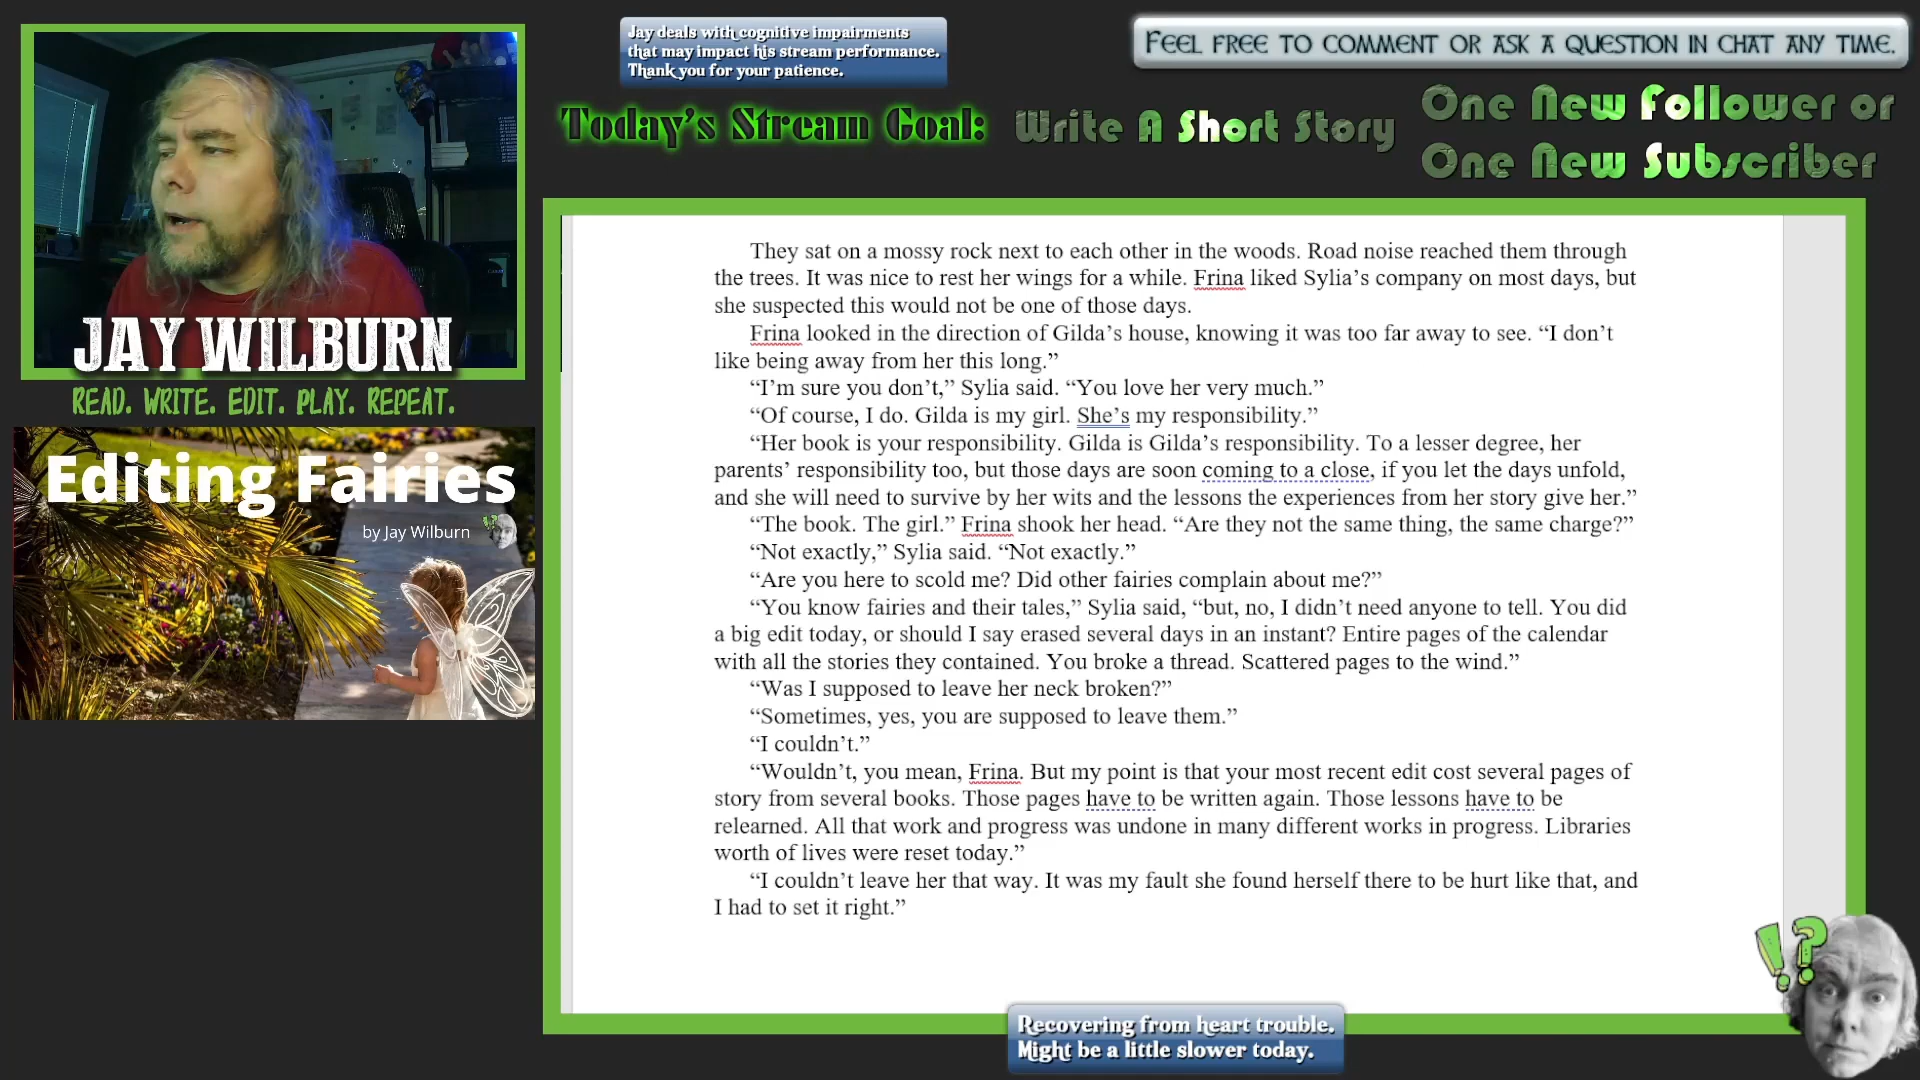 Jay deals with cognitive impairments
that may impact his stream performance.
Thank you for your patience.
FEEL FREE TO COMMENT OR ASK A QUESTION IN CHAT ANY TIME.
Today's Stream Goal:
Write A Short Story
One New Follower or
One New Subscriber
JAY WILBURN
READ. WRITE. EDIT. PLAY. REPEAT.
Editing Fairies
by Jay Wilburn
They sat on a mossy rock next to each other in the woods. Road noise reached them through
the trees. It was nice to rest her wings for a while. Frina liked Sylia’s company on most days, but
she suspected this would not be one of those days.
Frina looked in the direction of Gilda’s house, knowing it was too far away to see. “I don’t
like being away from her this long.”
“I’m sure you don’t,” Sylia said. “You love her very much.”
“Of course, I do. Gilda is my girl. She’s my responsibility.”
“Her book is your responsibility. Gilda is Gilda’s responsibility. To a lesser degree, her
parents’ responsibility too, but those days are soon coming to a close, if you let the days unfold,
and she will need to survive by her wits and the lessons the experiences from her story give her.”
“The book. The girl.” Frina shook her head. “Are they not the same thing, the same charge?”
“Not exactly,” Sylia said. “Not exactly.”
“Are you here to scold me? Did other fairies complain about me?”
“You know fairies and their tales,” Sylia said, “but, no, I didn’t need anyone to tell. You did
a big edit today, or should I say erased several days in an instant? Entire pages of the calendar
with all the stories they contained. You broke a thread. Scattered pages to the wind.”
“Was I supposed to leave her neck broken?”
“Sometimes, yes, you are supposed to leave them.”
“I couldn’t.”
“Wouldn’t, you mean, Frina. But my point is that your most recent edit cost several pages of
story from several books. Those pages have to be written again. Those lessons have to be
relearned. All that work and progress was undone in many different works in progress. Libraries
worth of lives were reset today.”
“I couldn’t leave her that way. It was my fault she found herself there to be hurt like that, and
I had to set it right.”
!?
Recovering from heart trouble.
Might be a little slower today.